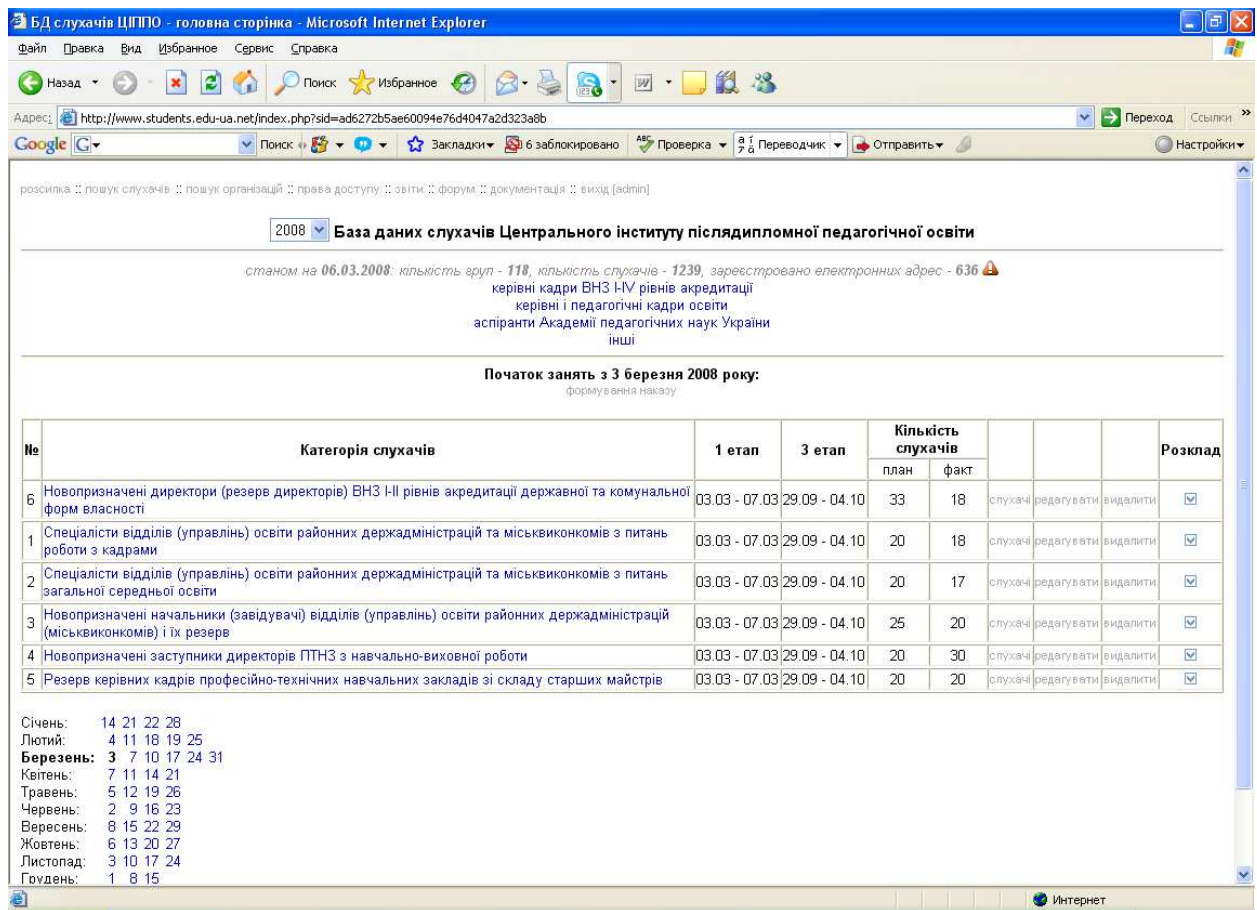 БД слухачів ЦІППО - головна сторінка - Microsoft Internet Explorer
Файл Правка Вид Избранное Сервис Справка
Назад Поиск Избранное
Адрес: http://www.students.edu-ua.net/index.php?sid=ad6272b5ae60094e76d4047a2d323a8b Переход Ссылки »
Google G Поиск Закладки 6 заблокировано Проверка Переводчик Отправить Настройки
розсилка :: пошук слухачів :: пошук організацій :: права доступу :: звіти :: форум :: документація :: вихід [admin]
2008 База даних слухачів Центрального інституту післядипломної педагогічної освіти
станом на 06.03.2008: кількість груп - 118, кількість слухачів - 1239, зареєстровано електронних адрес - 636
керівні кадри ВНЗ І-IV рівнів акредитації
керівні і педагогічні кадри освіти
аспіранти Академії педагогічних наук України
інші
Початок занять з 3 березня 2008 року:
формування наказу
№ Категорія слухачів 1 етап 3 етап Кількість слухачів Розклад
план факт
6 Новопризначені директори (резерв директорів) ВНЗ І-ІІ рівнів акредитації державної та комунальної форм власності 03.03 - 07.03 29.09 - 04.10 33 18 слухачі редагувати видалити
1 Спеціалісти відділів (управлінь) освіти районних держадміністрацій та міськвиконкомів з питань роботи з кадрами 03.03 - 07.03 29.09 - 04.10 20 18 слухачі редагувати видалити
2 Спеціалісти відділів (управлінь) освіти районних держадміністрацій та міськвиконкомів з питань загальної середньої освіти 03.03 - 07.03 29.09 - 04.10 20 17 слухачі редагувати видалити
3 Новопризначені начальники (завідувачі) відділів (управлінь) освіти районних держадміністрацій (міськвиконкомів) і їх резерв 03.03 - 07.03 29.09 - 04.10 25 20 слухачі редагувати видалити
4 Новопризначені заступники директорів ПТНЗ з навчально-виховної роботи 03.03 - 07.03 29.09 - 04.10 20 30 слухачі редагувати видалити
5 Резерв керівних кадрів професійно-технічних навчальних закладів зі складу старших майстрів 03.03 - 07.03 29.09 - 04.10 20 20 слухачі редагувати видалити
Січень: 14 21 22 28
Лютий: 4 11 18 19 25
Березень: 3 7 10 17 24 31
Квітень: 7 11 14 21
Травень: 5 12 19 26
Червень: 2 9 16 23
Вересень: 8 15 22 29
Жовтень: 6 13 20 27
Листопад: 3 10 17 24
Грудень: 1 8 15
Интернет